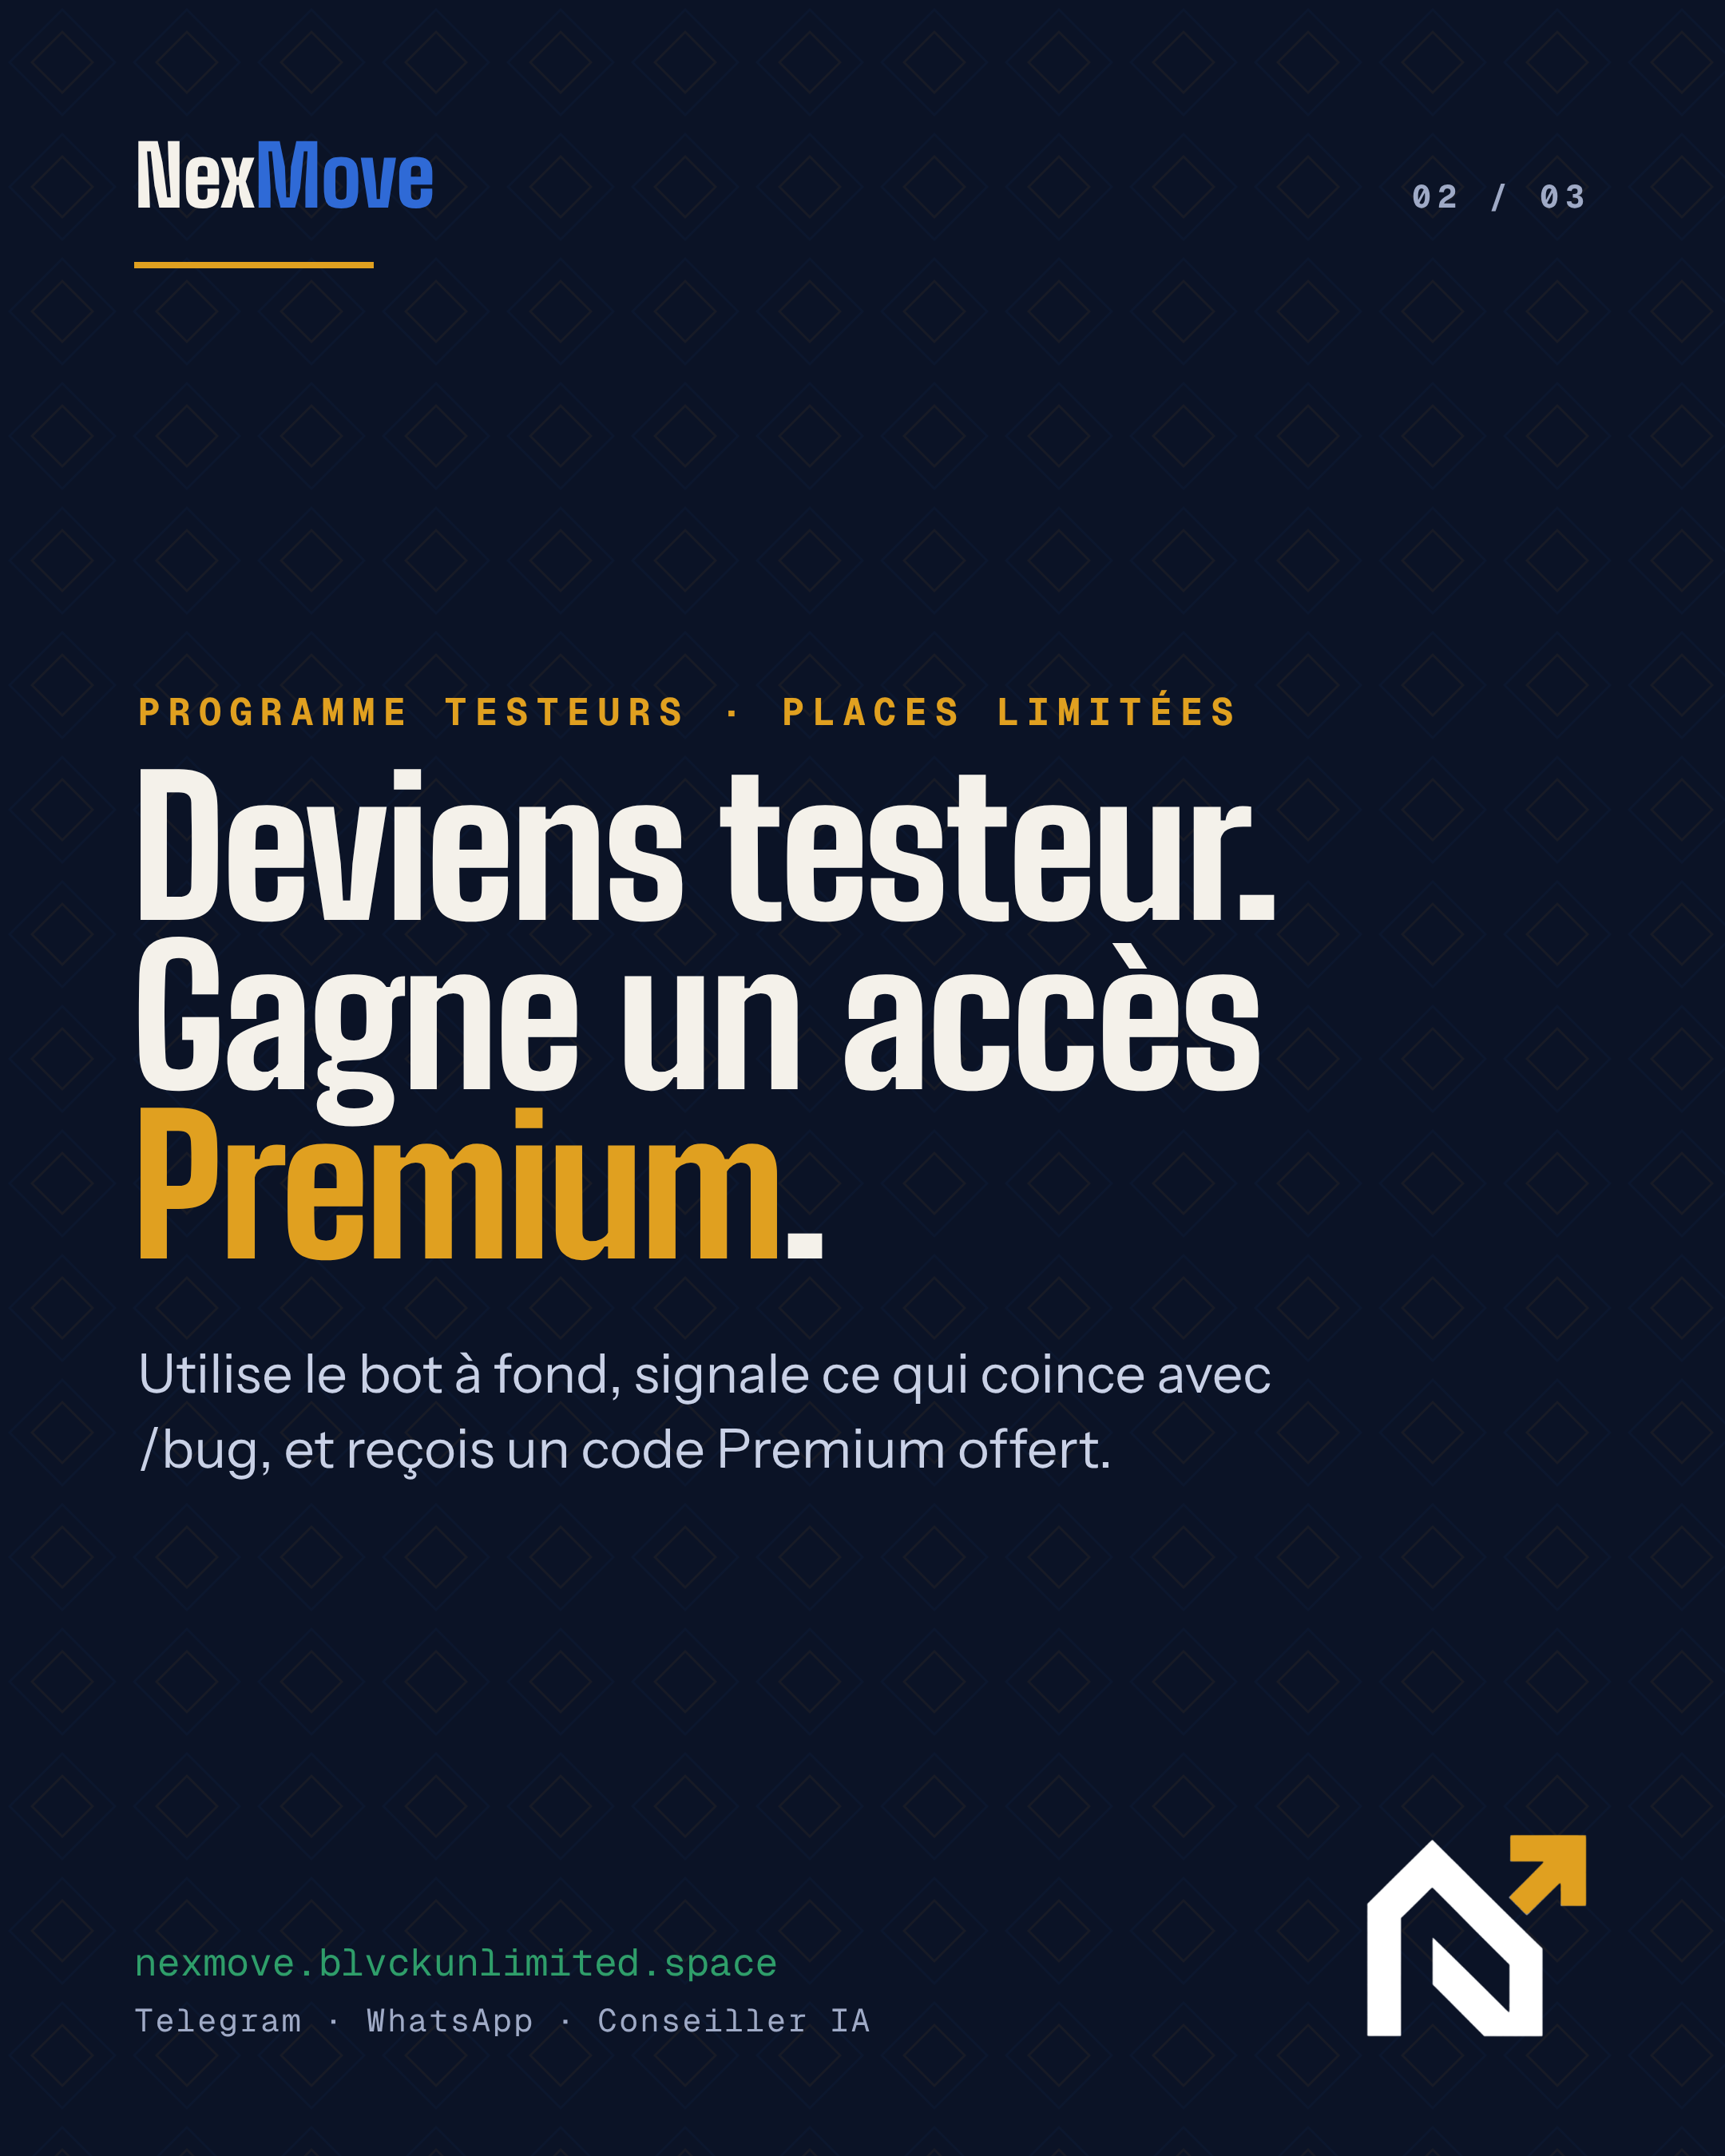 NexMove
02 / 03
PROGRAMME TESTEURS · PLACES LIMITÉES
Deviens testeur.
Gagne un accès
Premium.
Utilise le bot à fond, signale ce qui coince avec
/bug, et reçois un code Premium offert.
nexmove.blvckunlimited.space
Telegram · WhatsApp · Conseiller IA